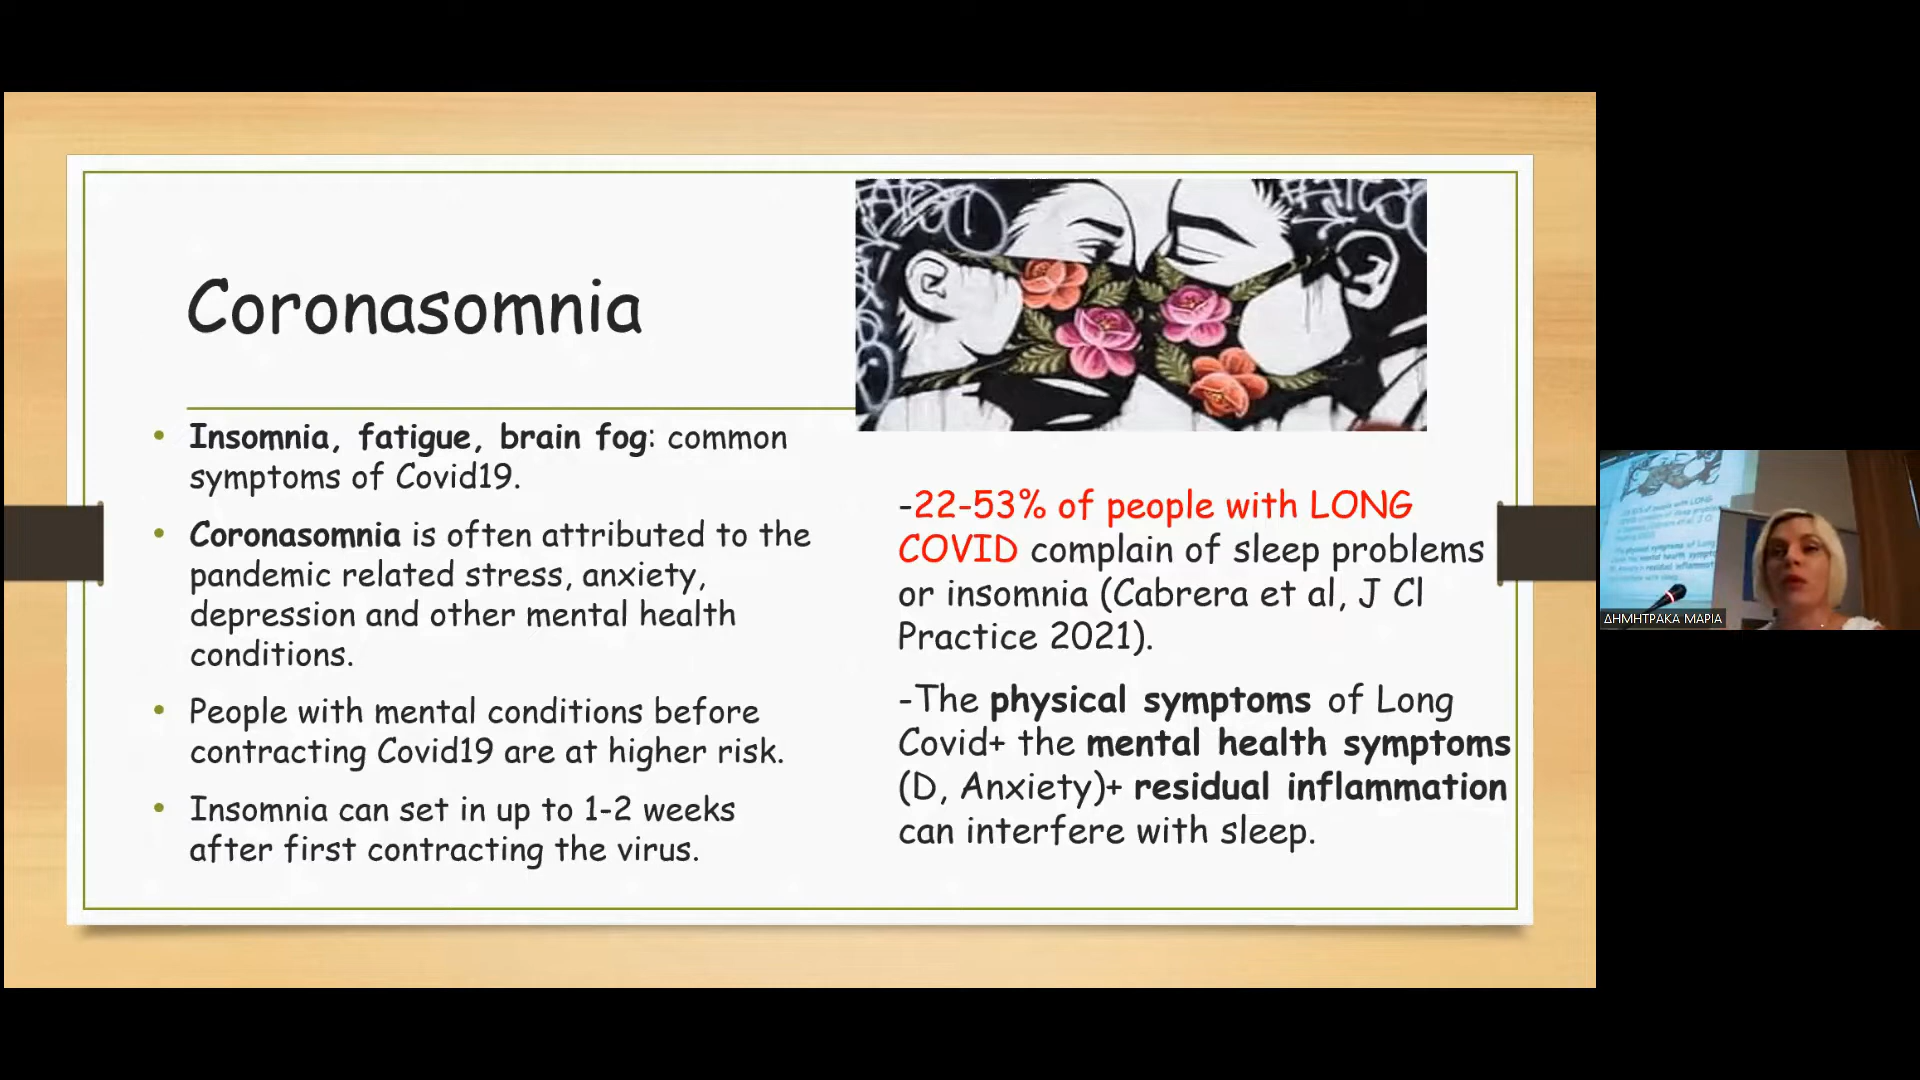 Coronasomnia
• Insomnia, fatigue, brain fog: common
symptoms of Covid19.
• Coronasomnia is often attributed to the
pandemic related stress, anxiety,
depression and other mental health
conditions.
• People with mental conditions before
contracting Covid19 are at higher risk.
• Insomnia can set in up to 1-2 weeks
after first contracting the virus.
-22-53% of people with LONG
COVID complain of sleep problems
or insomnia (Cabrera et al, J Cl
Practice 2021).
-The physical symptoms of Long
Covid+ the mental health symptoms
(D, Anxiety)+ residual inflammation
can interfere with sleep.
ΔΗΜΗΤΡΑΚΑ ΜΑΡΙΑ